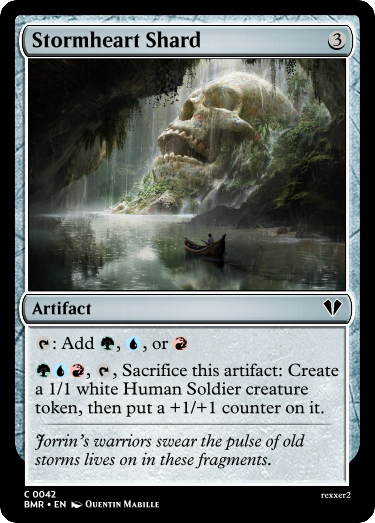 Stormheart Shard 3
Artifact
: Add , , or
, , Sacrifice this artifact: Create
a 1/1 white Human Soldier creature
token, then put a +1/+1 counter on it.
Jorrin's warriors swear the pulse of old
storms lives on in these fragments.
C 0042
BMR • EN Quentin Mabille
rexxer2